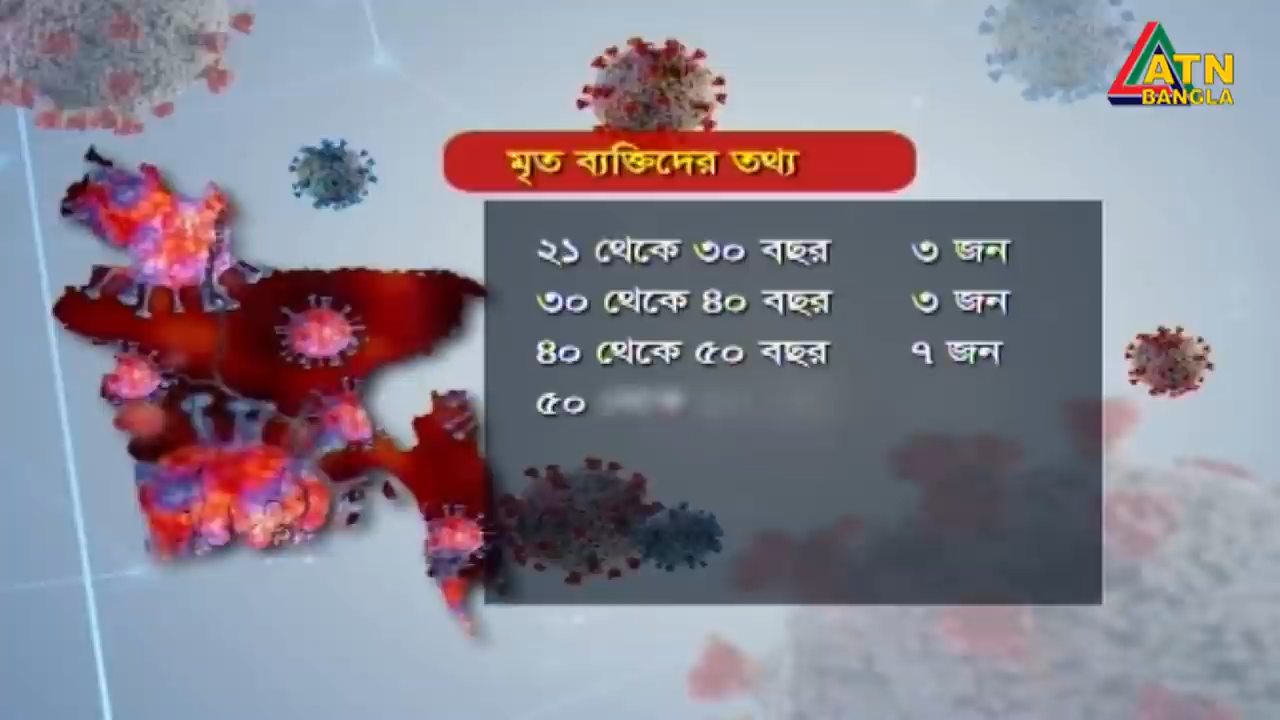 ATN
BANGLA
মৃত ব্যক্তিদের তথ্য
২১ থেকে ৩০ বছর ৩ জন
৩০ থেকে ৪০ বছর ৩ জন
৪০ থেকে ৫০ বছর ৭ জন
৫০